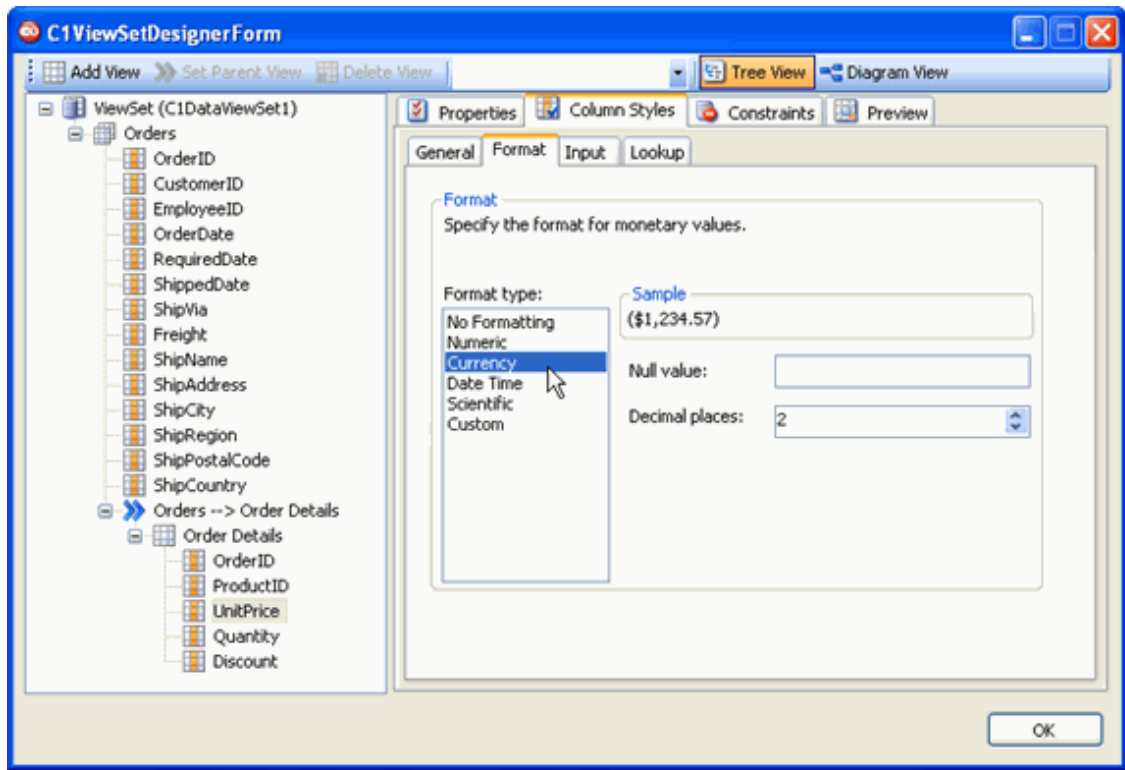 C1ViewSetDesignerForm
Add View Set Parent View Delete View Tree View Diagram View
ViewSet (C1DataViewSet1)
Orders
OrderID
CustomerID
EmployeeID
OrderDate
RequiredDate
ShippedDate
ShipVia
Freight
ShipName
ShipAddress
ShipCity
ShipRegion
ShipPostalCode
ShipCountry
Orders --> Order Details
Order Details
OrderID
ProductID
UnitPrice
Quantity
Discount
Properties Column Styles Constraints Preview
General Format Input Lookup
Format
Specify the format for monetary values.
Format type:
No Formatting
Numeric
Currency
Date Time
Scientific
Custom
Sample
($1,234.57)
Null value:
Decimal places: 2
OK